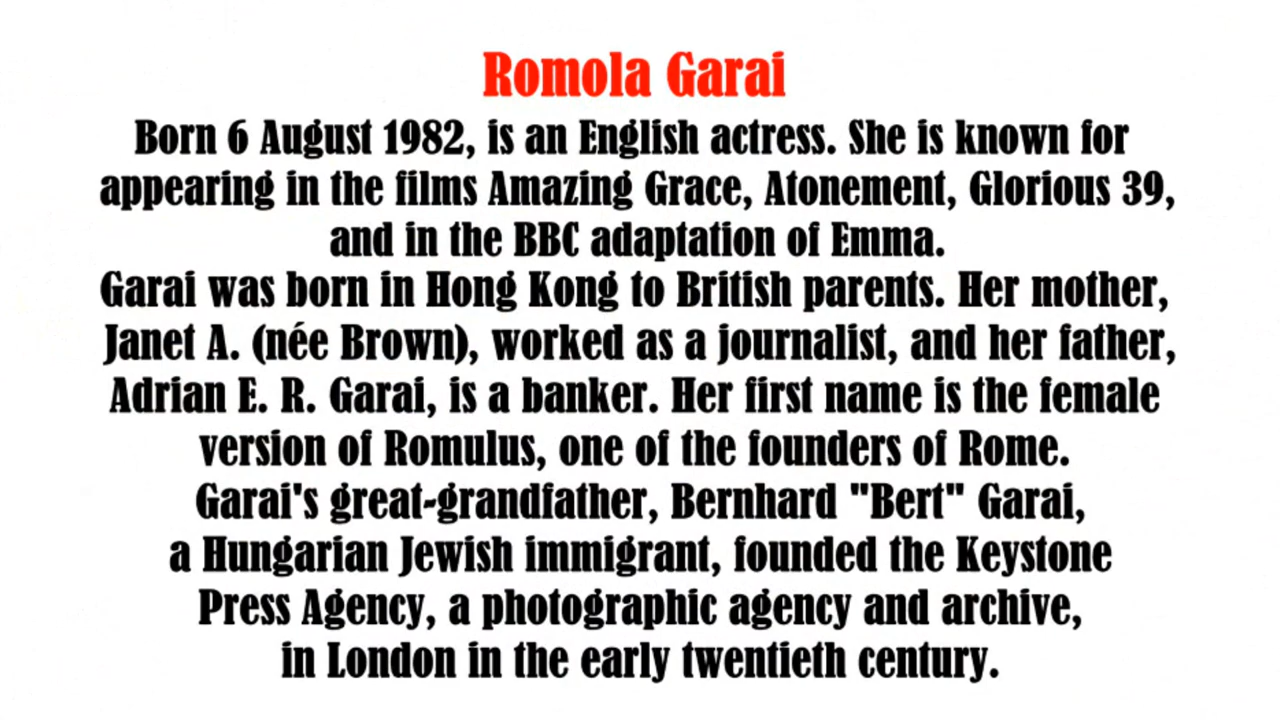 Romola Garai
Born 6 August 1982, is an English actress. She is known for
appearing in the films Amazing Grace, Atonement, Glorious 39,
and in the BBC adaptation of Emma.
Garai was born in Hong Kong to British parents. Her mother,
Janet A. (née Brown), worked as a journalist, and her father,
Adrian E. R. Garai, is a banker. Her first name is the female
version of Romulus, one of the founders of Rome.
Garai's great-grandfather, Bernhard "Bert" Garai,
a Hungarian Jewish immigrant, founded the Keystone
Press Agency, a photographic agency and archive,
in London in the early twentieth century.